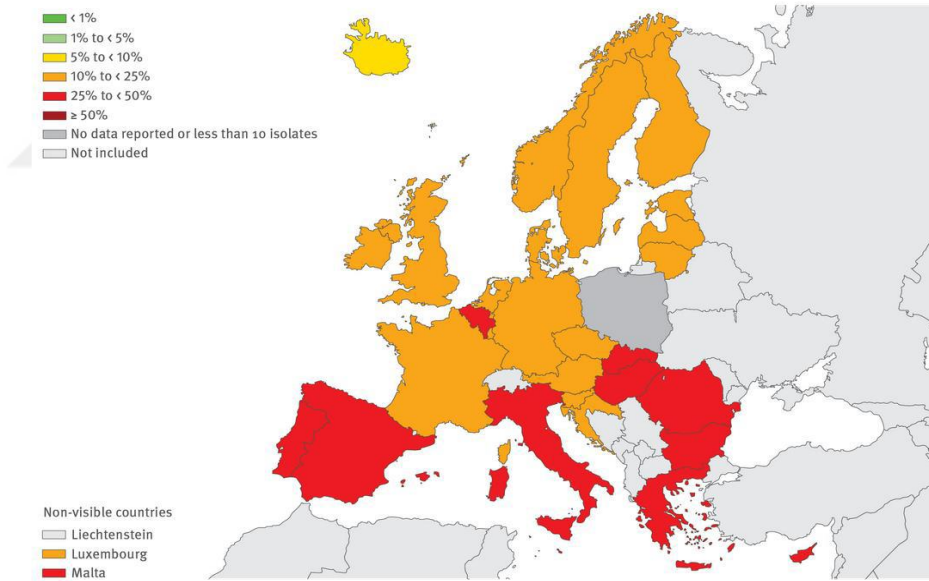 < 1%
1% to < 5%
5% to < 10%
10% to < 25%
25% to < 50%
≥ 50%
No data reported or less than 10 isolates
Not included
Non-visible countries
Liechtenstein
Luxembourg
Malta